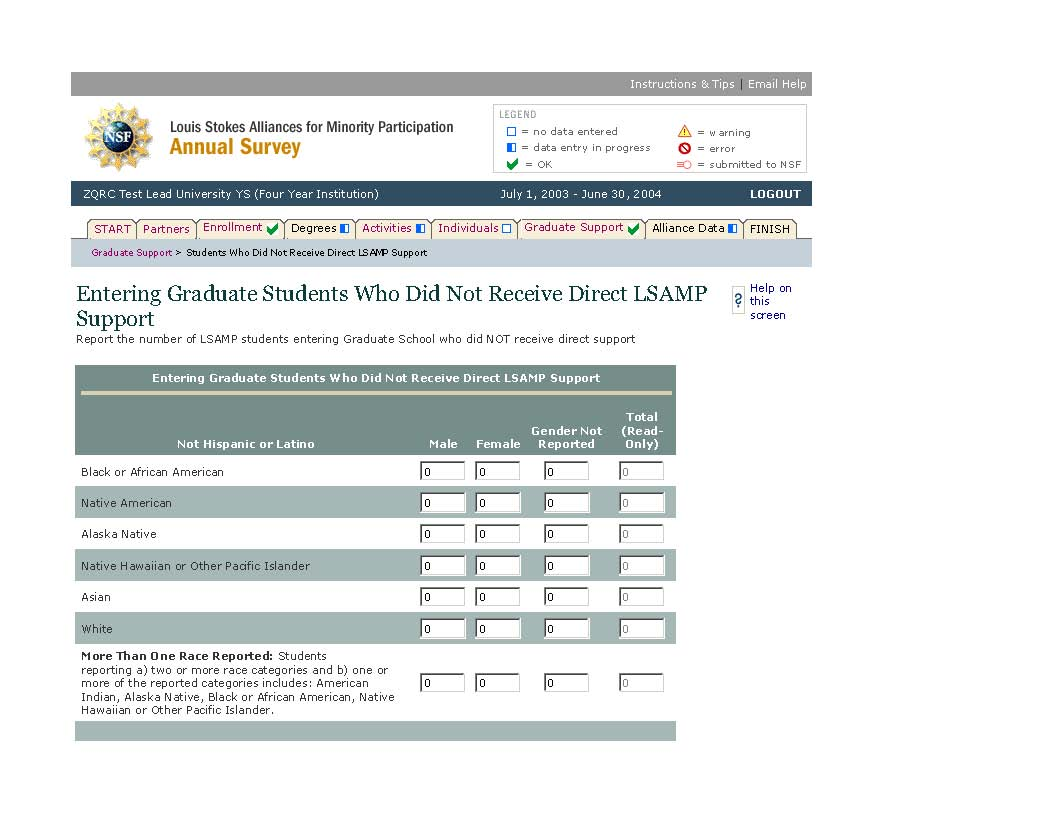 Instructions & Tips | Email Help
NSF
Louis Stokes Alliances for Minority Participation
Annual Survey
LEGEND
= no data entered
= warning
= data entry in progress
= error
= OK
= submitted to NSF
ZQRC Test Lead University YS (Four Year Institution) July 1, 2003 - June 30, 2004 LOGOUT
START Partners Enrollment Degrees Activities Individuals Graduate Support Alliance Data FINISH
Graduate Support > Students Who Did Not Receive Direct LSAMP Support
Entering Graduate Students Who Did Not Receive Direct LSAMP
Support
? Help on
this
screen
Report the number of LSAMP students entering Graduate School who did NOT receive direct support
Entering Graduate Students Who Did Not Receive Direct LSAMP Support
Not Hispanic or Latino Male Female Gender Not Reported Total (Read-Only)
Black or African American 0 0 0 0
Native American 0 0 0 0
Alaska Native 0 0 0 0
Native Hawaiian or Other Pacific Islander 0 0 0 0
Asian 0 0 0 0
White 0 0 0 0
More Than One Race Reported: Students
reporting a) two or more race categories and b) one or
more of the reported categories includes: American 0 0 0 0
Indian, Alaska Native, Black or African American, Native
Hawaiian or Other Pacific Islander.